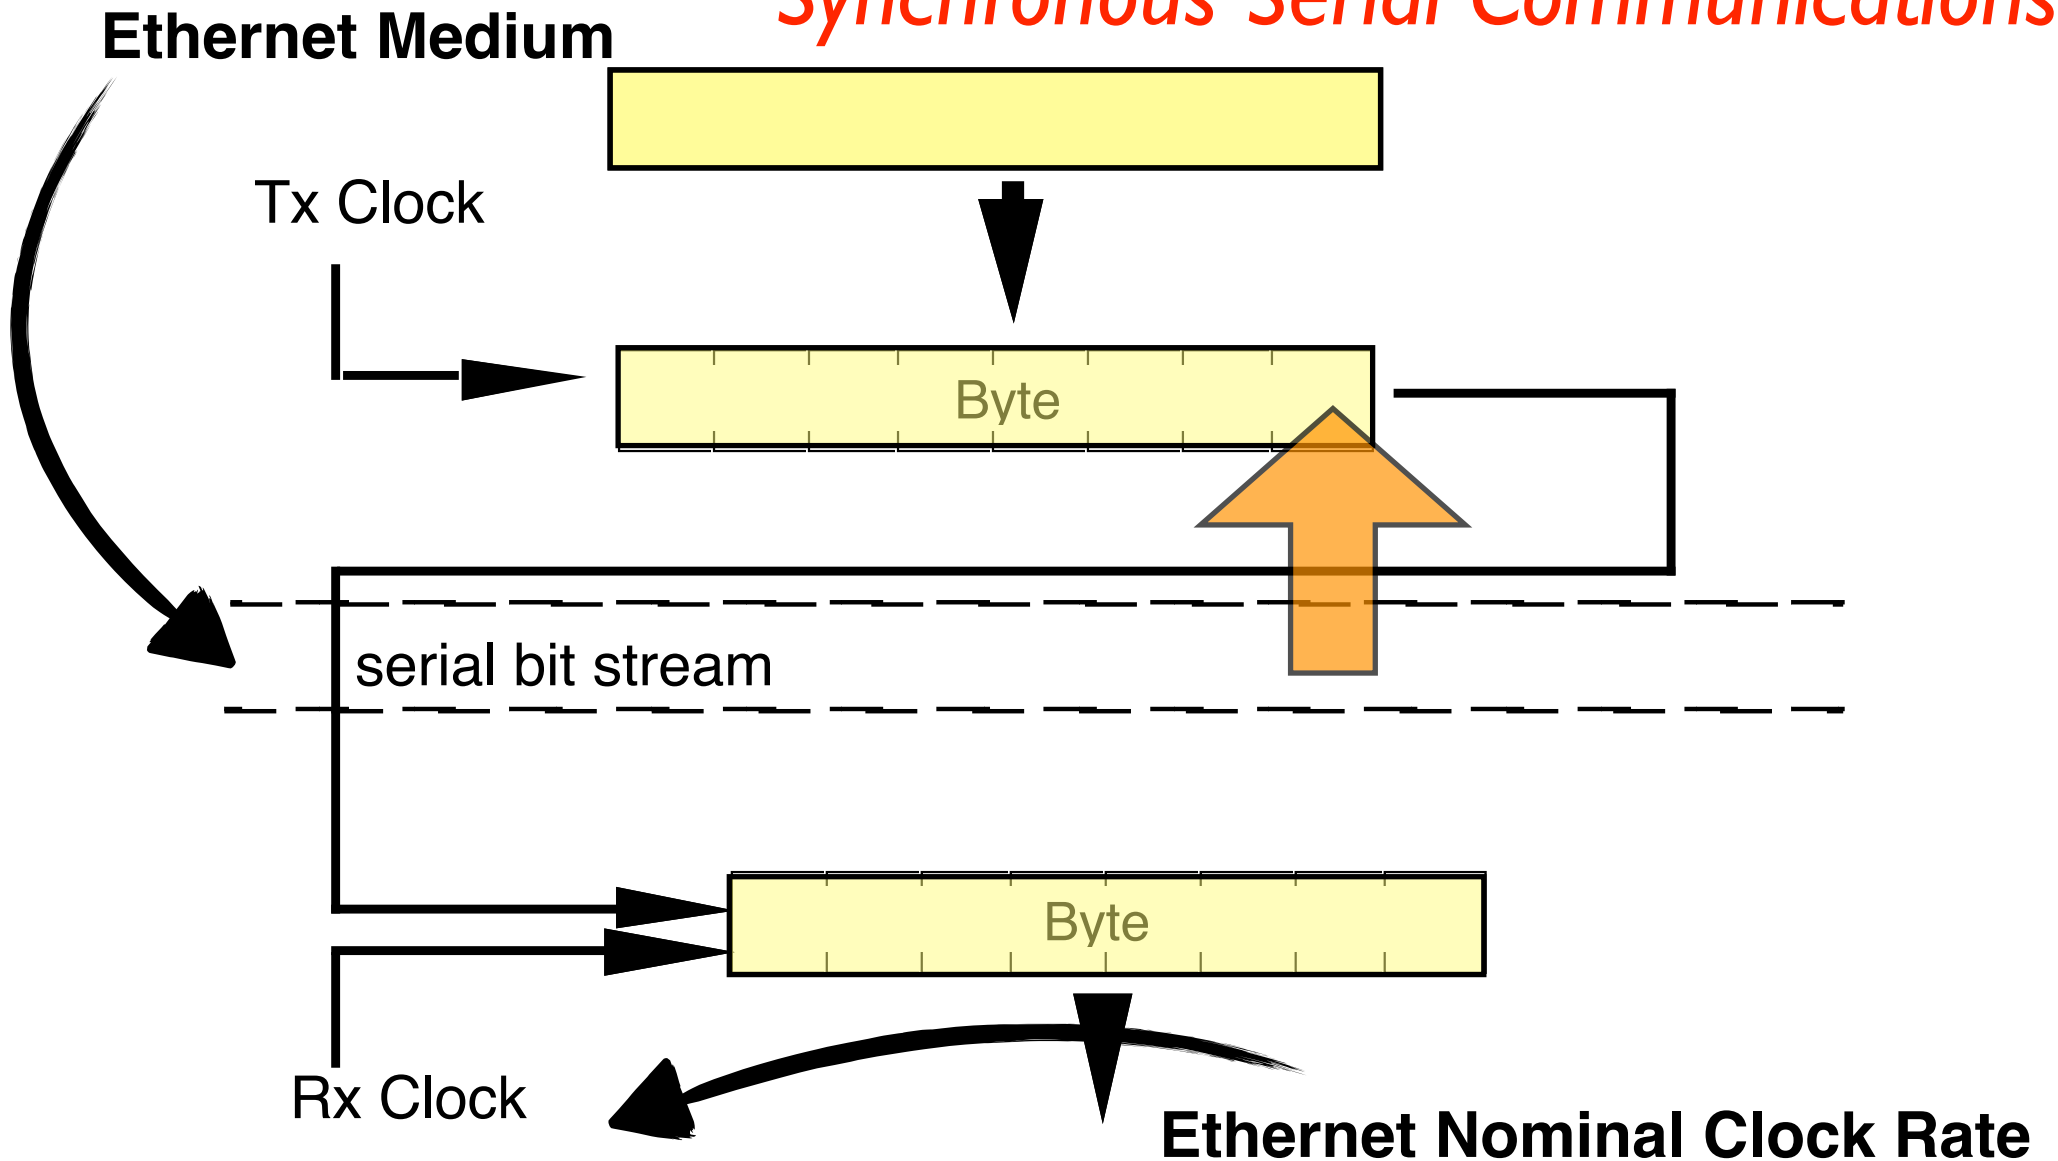 Synchronous Serial Communications
Ethernet Medium
Tx Clock
Byte
serial bit stream
Byte
Rx Clock
Ethernet Nominal Clock Rate